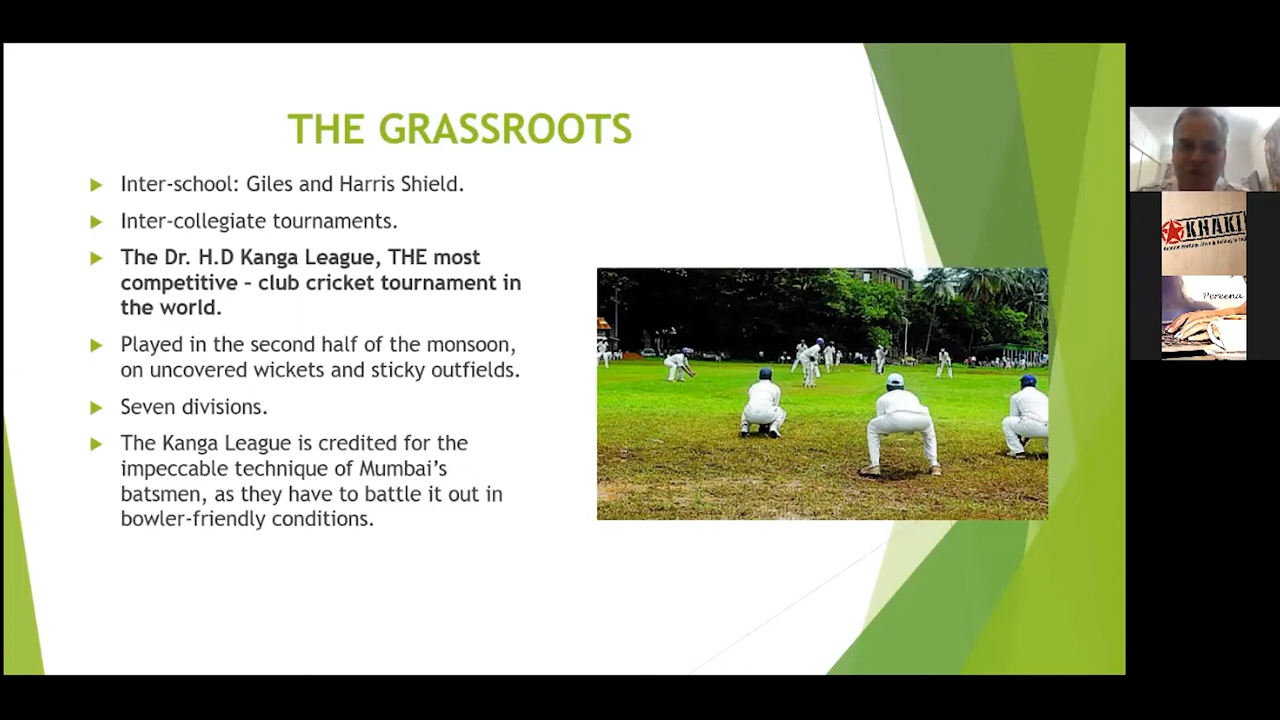 THE GRASSROOTS
Inter-school: Giles and Harris Shield.
Inter-collegiate tournaments.
The Dr. H.D Kanga League, THE most
competitive – club cricket tournament in
the world.
Played in the second half of the monsoon,
on uncovered wickets and sticky outfields.
Seven divisions.
The Kanga League is credited for the
impeccable technique of Mumbai’s
batsmen, as they have to battle it out in
bowler-friendly conditions.
KHAKI